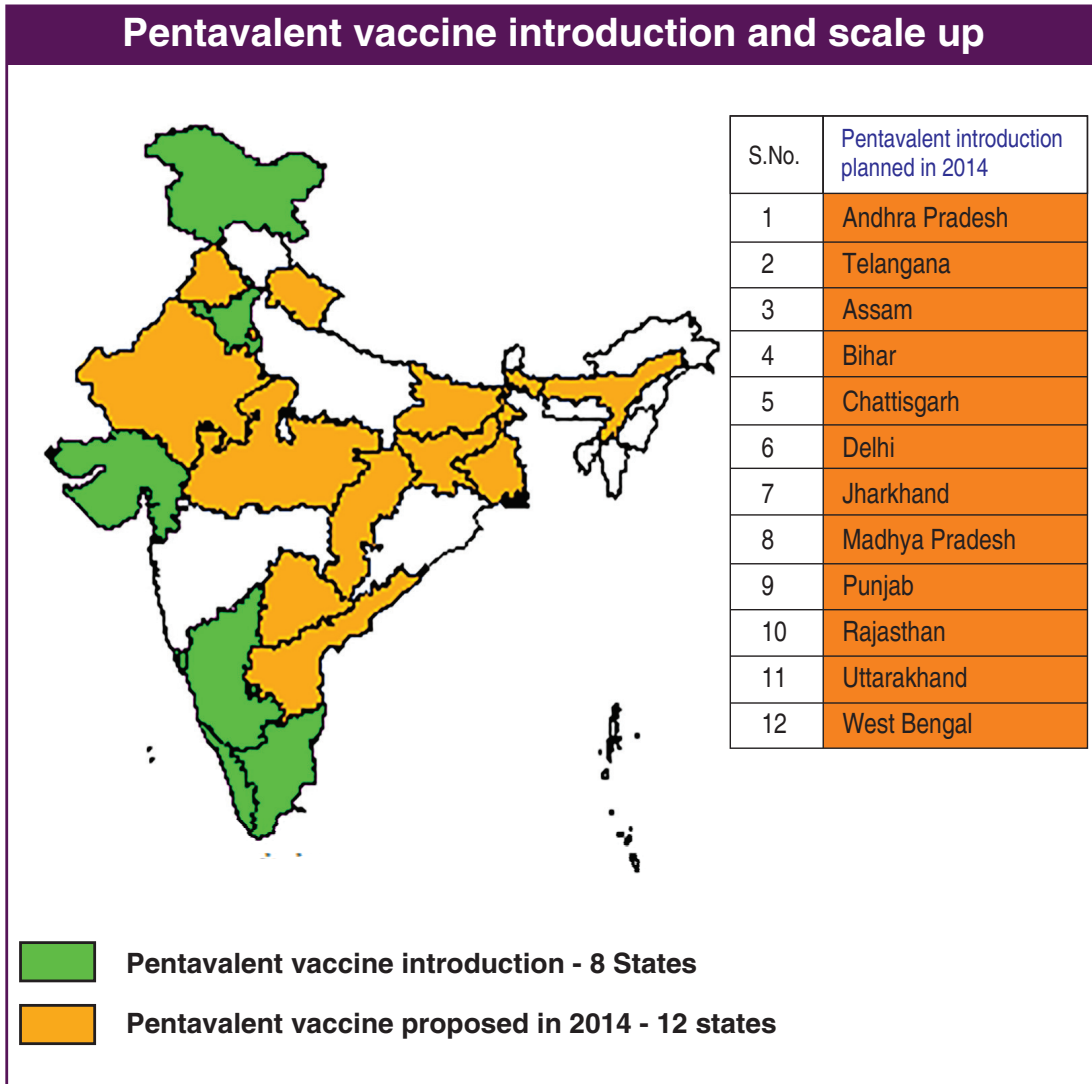 Pentavalent vaccine introduction and scale up
S.No.
Pentavalent introduction
planned in 2014
1 Andhra Pradesh
2 Telangana
3 Assam
4 Bihar
5 Chattisgarh
6 Delhi
7 Jharkhand
8 Madhya Pradesh
9 Punjab
10 Rajasthan
11 Uttarakhand
12 West Bengal
Pentavalent vaccine introduction - 8 States
Pentavalent vaccine proposed in 2014 - 12 states